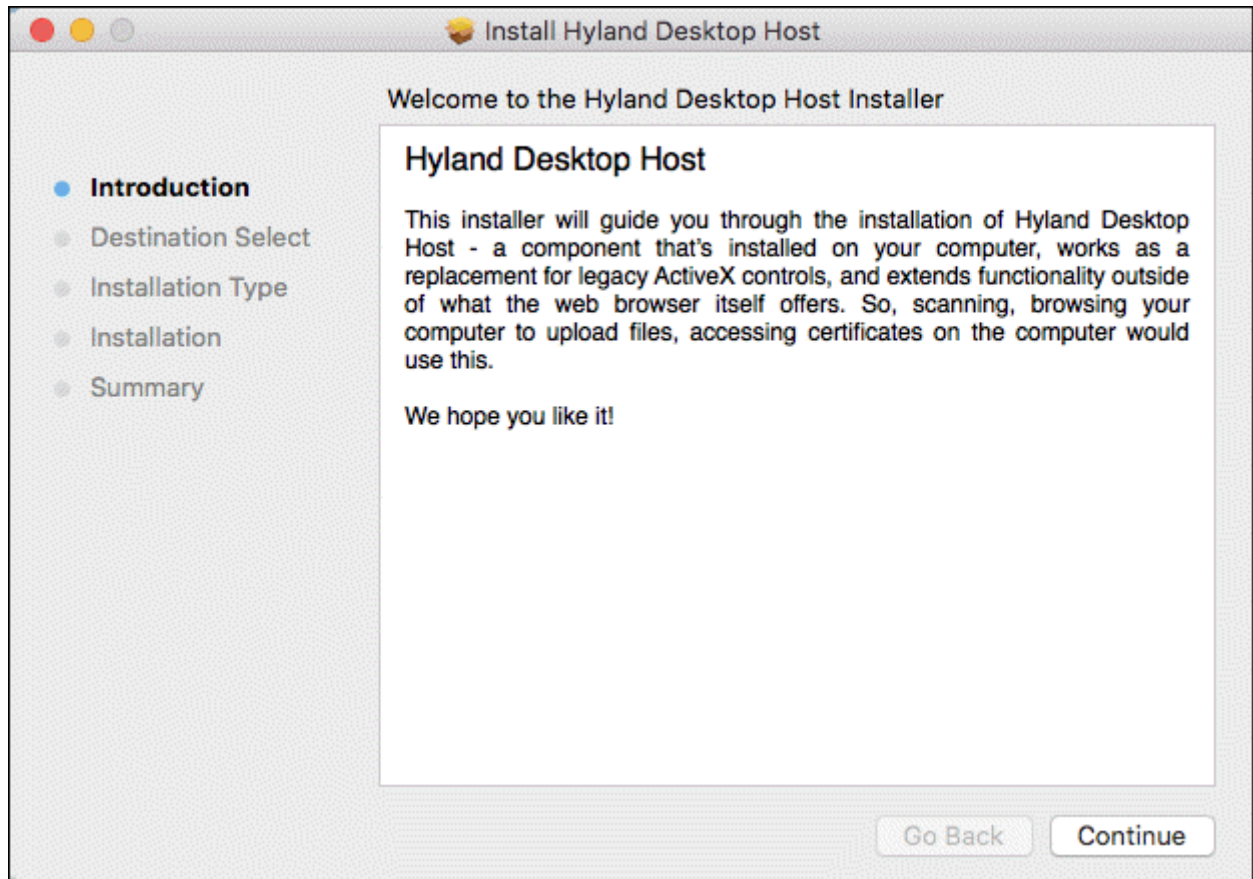 Install Hyland Desktop Host
Welcome to the Hyland Desktop Host Installer
Introduction
Destination Select
Installation Type
Installation
Summary
Hyland Desktop Host
This installer will guide you through the installation of Hyland Desktop
Host - a component that's installed on your computer, works as a
replacement for legacy ActiveX controls, and extends functionality outside
of what the web browser itself offers. So, scanning, browsing your
computer to upload files, accessing certificates on the computer would
use this.
We hope you like it!
Go Back
Continue